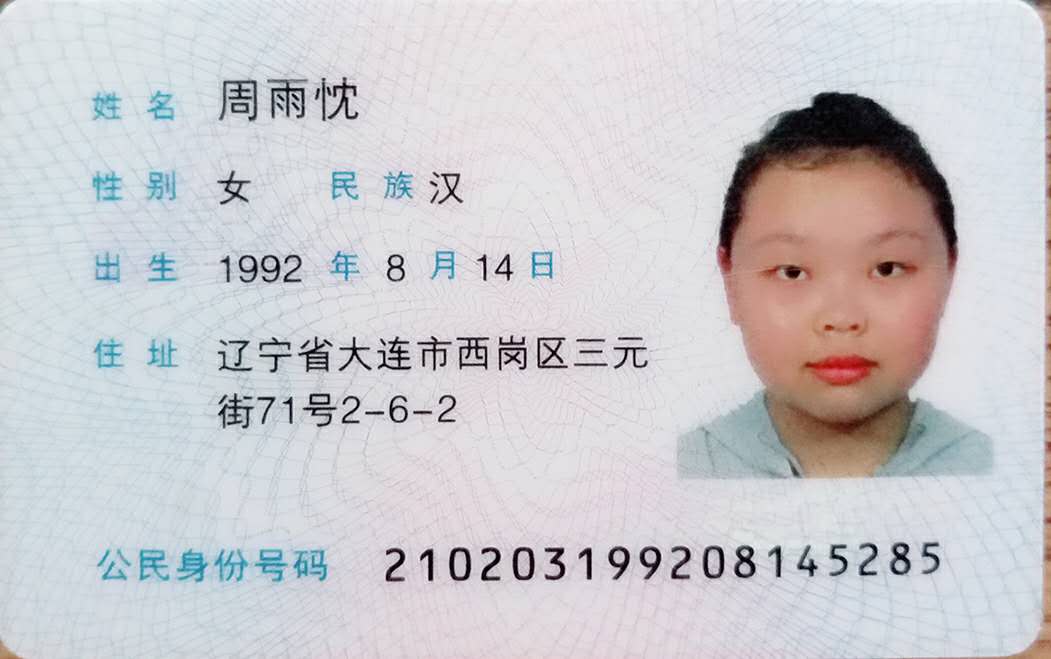 姓名 周雨忱
性别 女 民族 汉
出生 1992 年 8 月 14 日
住址 辽宁省大连市西岗区三元
街71号2-6-2
公民身份号码 210203199208145285